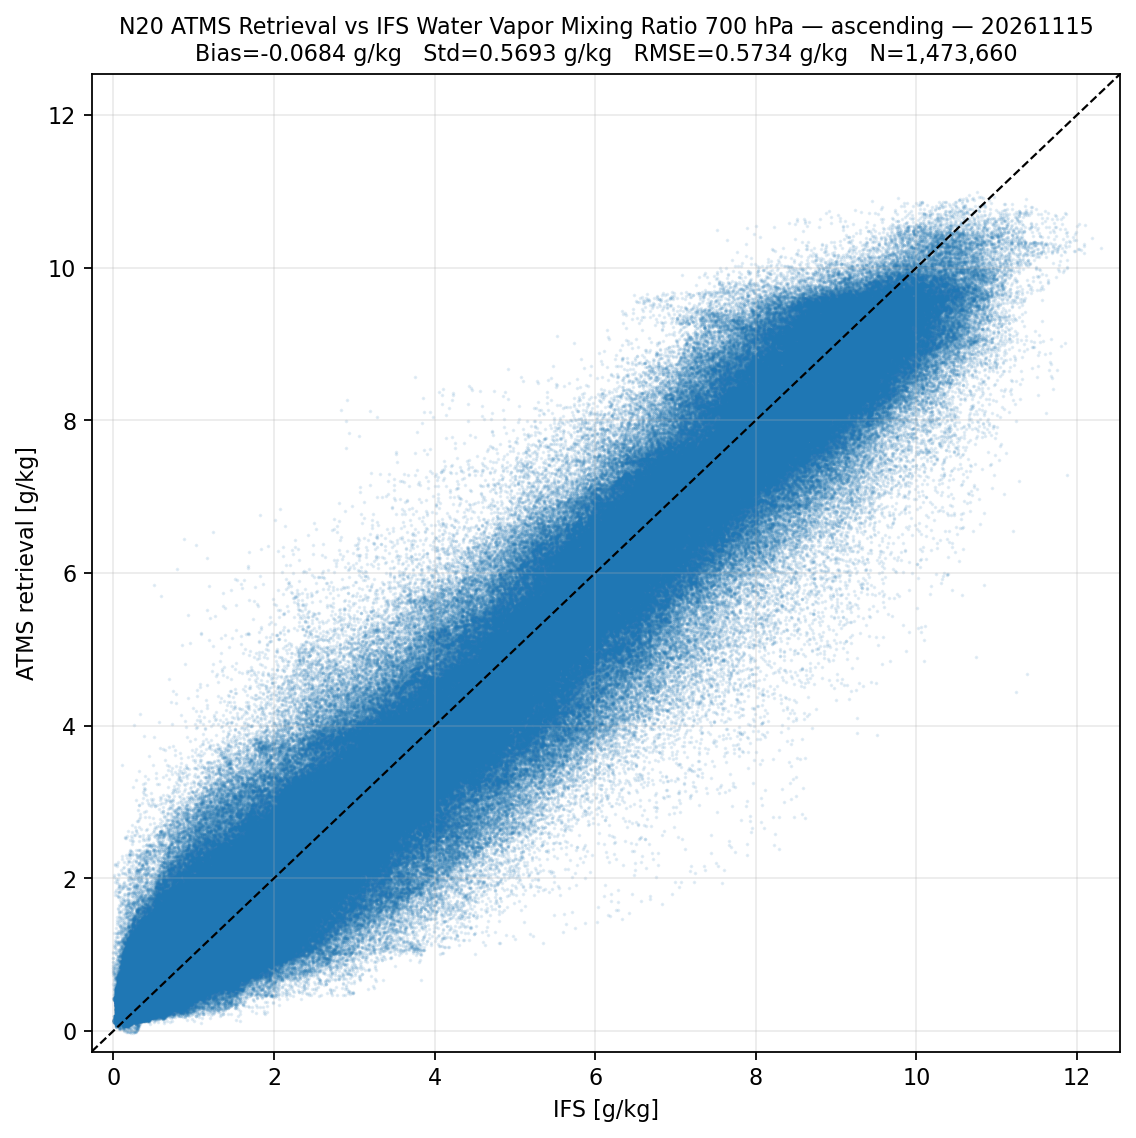 N20 ATMS Retrieval vs IFS Water Vapor Mixing Ratio 700 hPa — ascending — 20261115
Bias=-0.0684 g/kg   Std=0.5693 g/kg   RMSE=0.5734 g/kg   N=1,473,660
12
10
8
6
4
2
0
ATMS retrieval [g/kg]
0 2 4 6 8 10 12
IFS [g/kg]